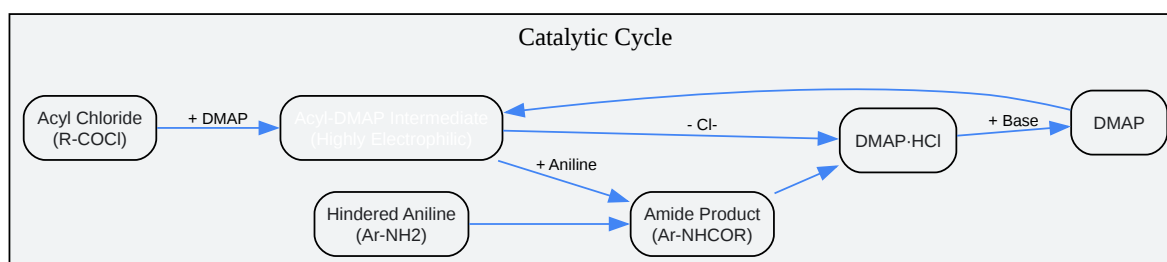 Catalytic Cycle
Acyl Chloride
(R-COCl)
+ DMAP
Acyl-DMAP Intermediate
(Highly Electrophilic)
- Cl-
+ Aniline
DMAP·HCl
+ Base
DMAP
Hindered Aniline
(Ar-NH2)
Amide Product
(Ar-NHCOR)